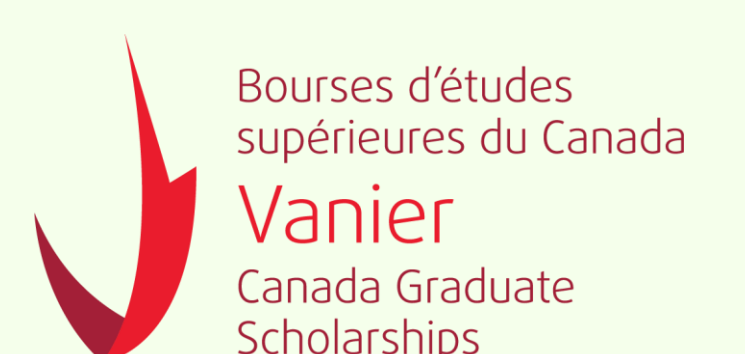 Bourses d'études
supérieures du Canada
Vanier
Canada Graduate
Scholarships